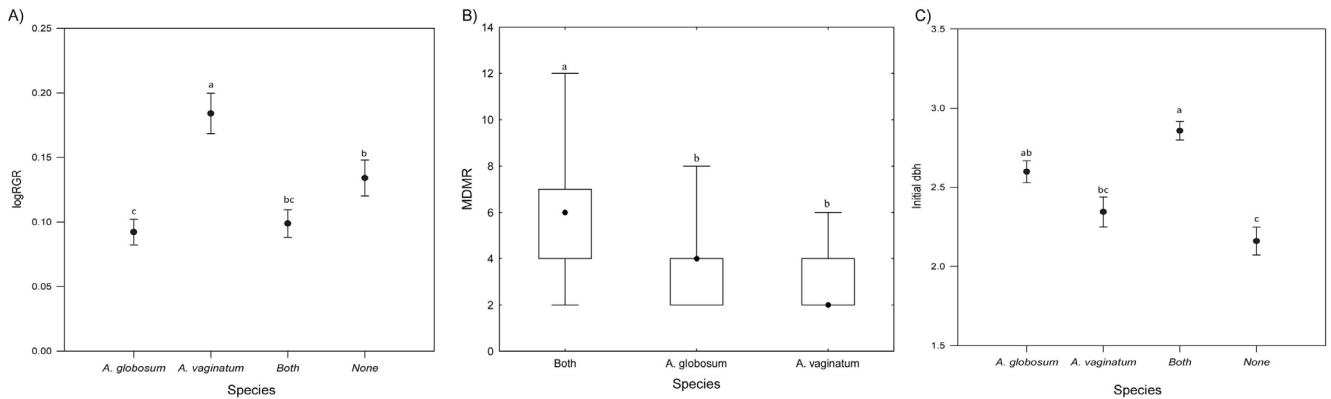 A)
0.25
0.20
0.15
0.10
0.05
0.00
logRGR
a
b
bc
c
A. globosum A. vaginatum Both None
Species
B)
14
12
10
8
6
4
2
0
MDMR
a
b
b
Both A. globosum A. vaginatum
Species
C)
3.5
3.0
2.5
2.0
1.5
Initial dbh
a
ab
bc
c
A. globosum A. vaginatum Both None
Species